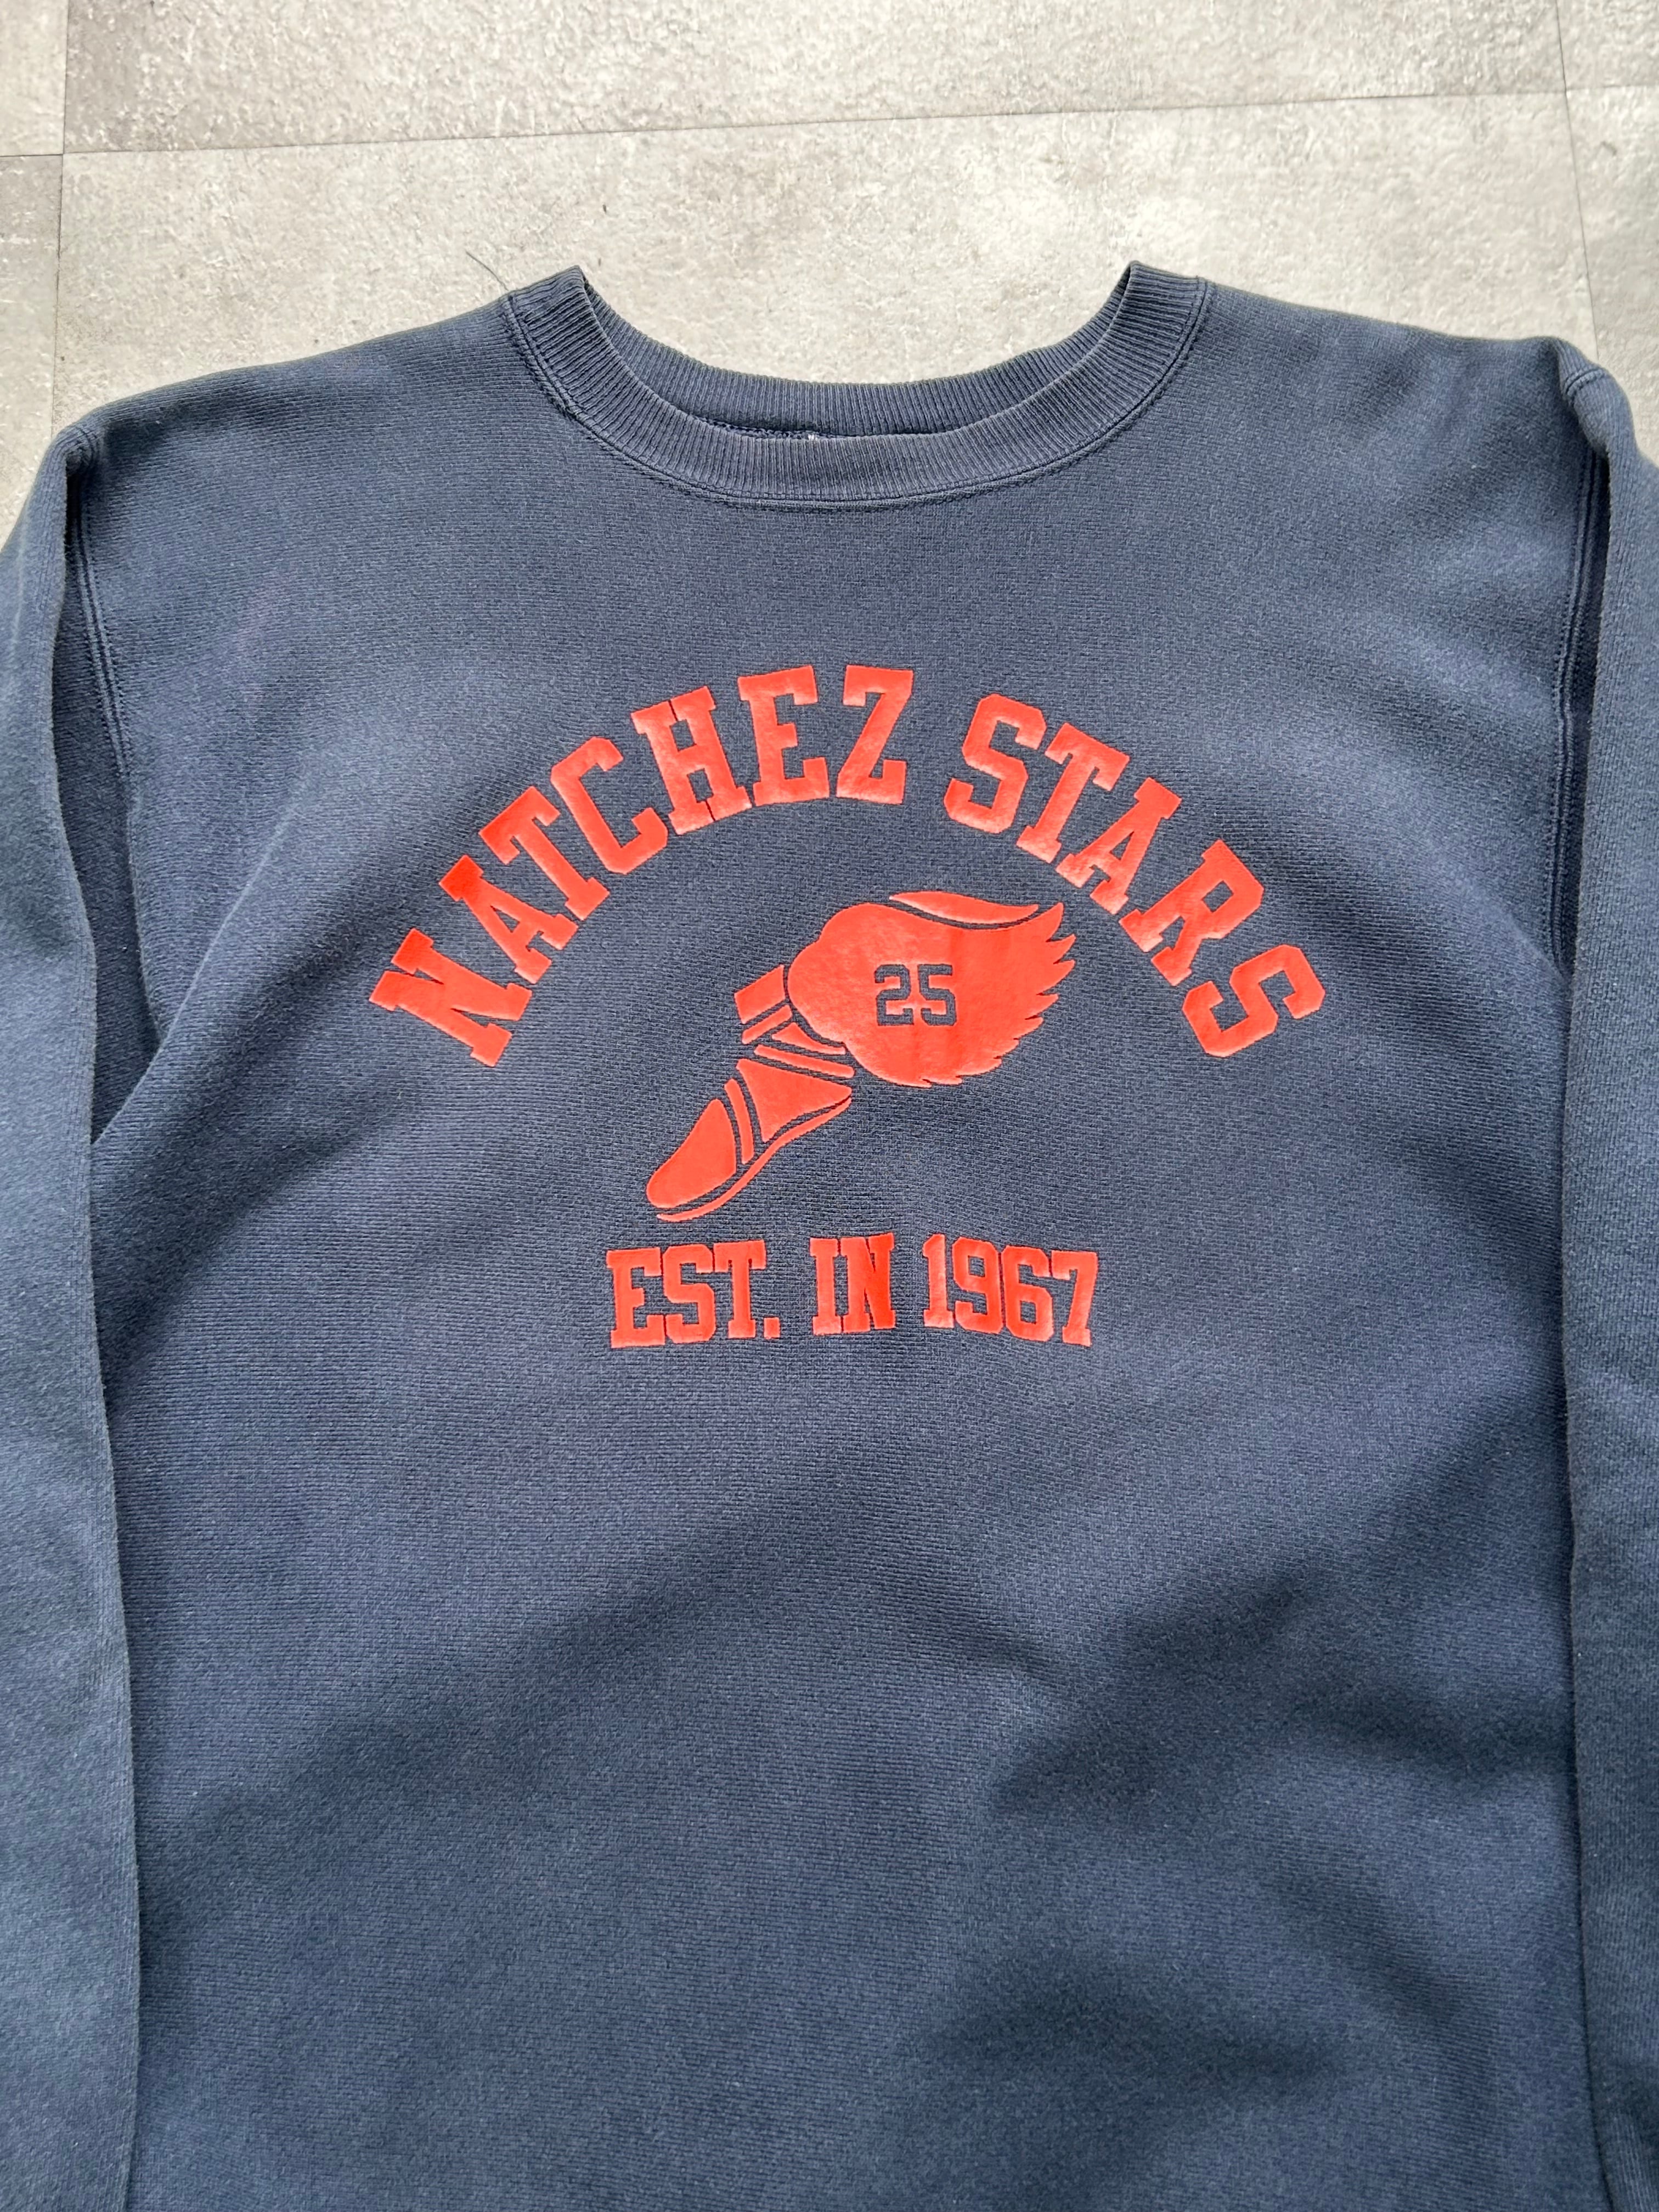 NATCHEZ STARS
25
EST. IN 1967